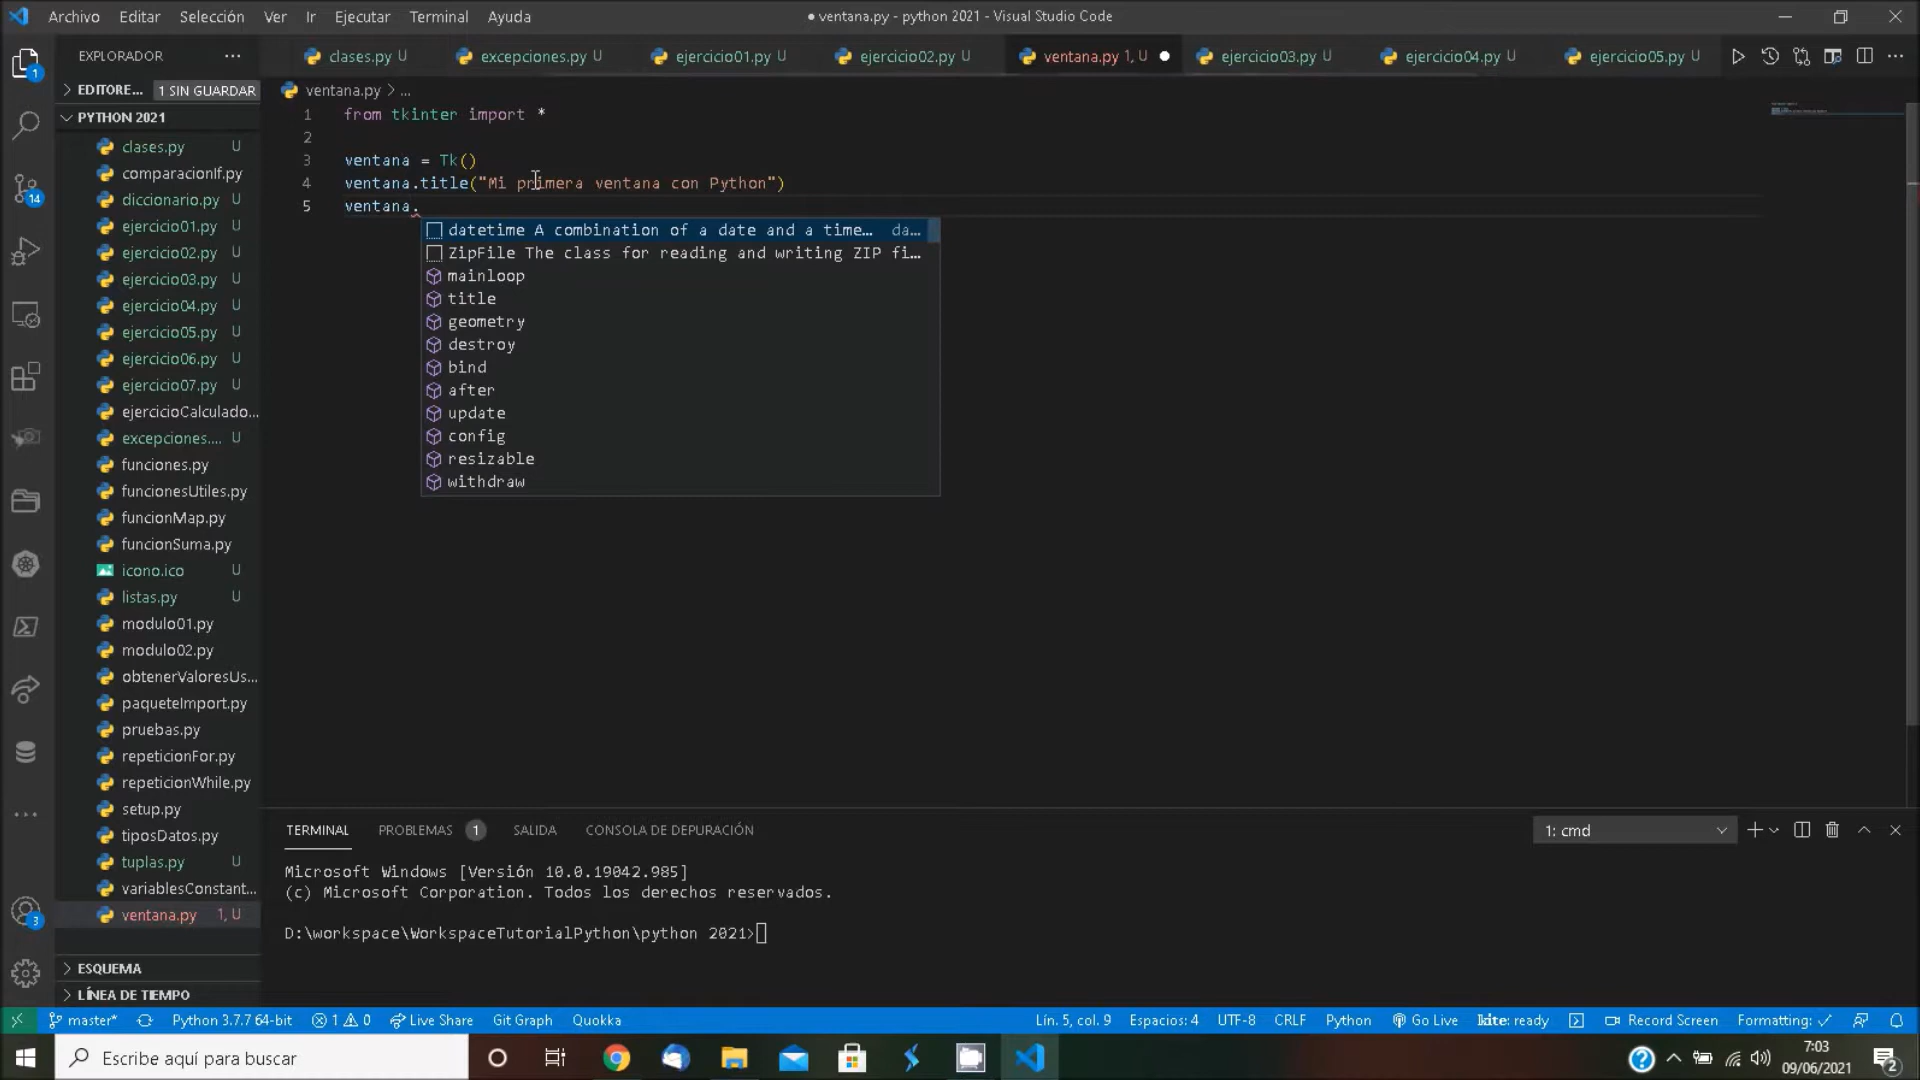 Archivo Editar Selección Ver Ir Ejecutar Terminal Ayuda
● ventana.py - python 2021 - Visual Studio Code
EXPLORADOR ...
clases.py U
excepciones.py U
ejercicio01.py U
ejercicio02.py U
ventana.py 1, U ●
ejercicio03.py U
ejercicio04.py U
ejercicio05.py U
1
EDITORE... 1 SIN GUARDAR
PYTHON 2021
clases.py U
comparacionIf.py
diccionario.py U
ejercicio01.py U
ejercicio02.py U
ejercicio03.py U
ejercicio04.py U
ejercicio05.py U
ejercicio06.py U
ejercicio07.py U
ejercicioCalculado...
excepciones.... U
funciones.py
funcionesUtiles.py
funcionMap.py
funcionSuma.py
icono.ico U
listas.py U
modulo01.py
modulo02.py
obtenerValoresUs...
paqueteImport.py
pruebas.py
repeticionFor.py
repeticionWhile.py
setup.py
tiposDatos.py
tuplas.py U
variablesConstant...
ventana.py 1, U
ESQUEMA
LÍNEA DE TIEMPO
14
3
ventana.py > ...
1 from tkinter import *
2
3 ventana = Tk()
4 ventana.title("Mi primera ventana con Python")
5 ventana.
datetime A combination of a date and a time... da...
ZipFile The class for reading and writing ZIP fi...
mainloop
title
geometry
destroy
bind
after
update
config
resizable
withdraw
TERMINAL PROBLEMAS 1 SALIDA CONSOLA DE DEPURACIÓN
1: cmd
Microsoft Windows [Versión 10.0.19042.985]
(c) Microsoft Corporation. Todos los derechos reservados.
D:\workspace\WorkspaceTutorialPython\python 2021>
master* Python 3.7.7 64-bit 1 0 Live Share Git Graph Quokka
Lín. 5, col. 9 Espacios: 4 UTF-8 CRLF Python Go Live kite: ready Record Screen Formatting: ✓
Escribe aquí para buscar
7:03
09/06/2021
2